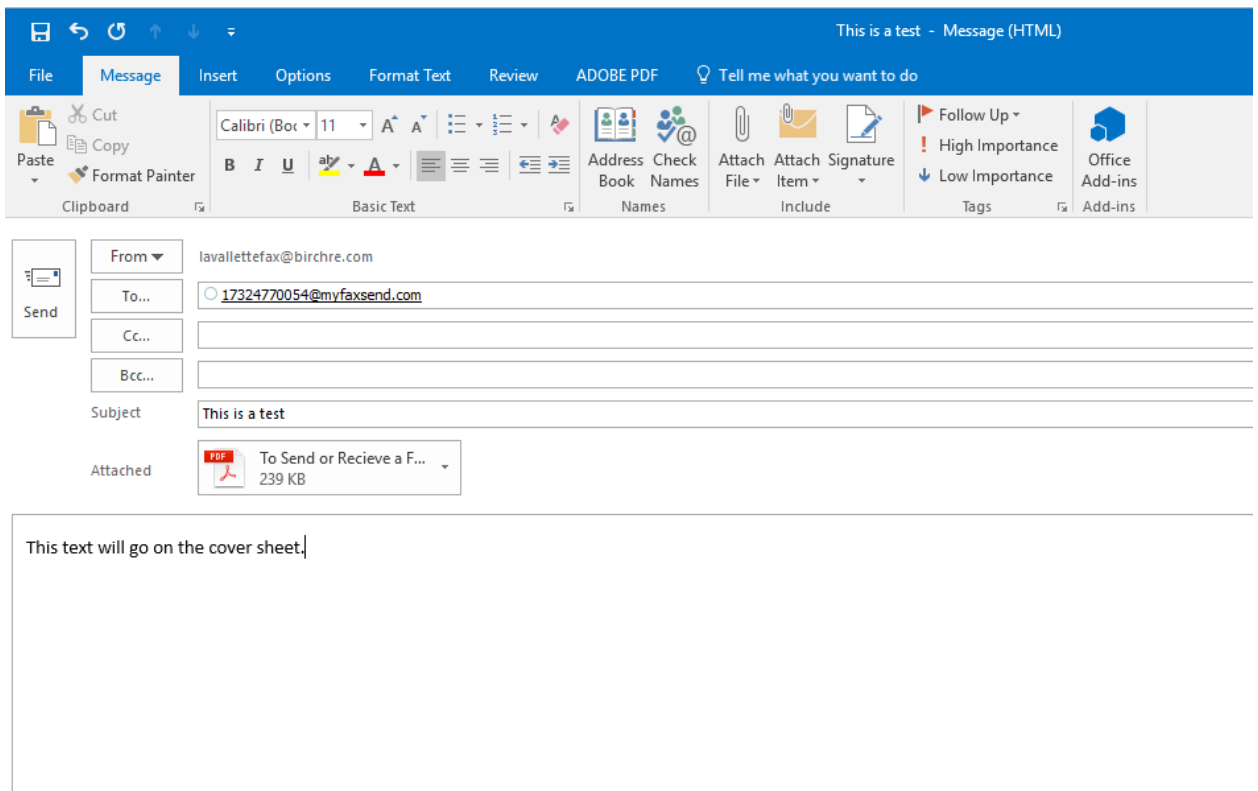 This is a test - Message (HTML)
File Message Insert Options Format Text Review ADOBE PDF Tell me what you want to do
Paste
Cut
Copy
Format Painter
Clipboard
Calibri (Boc 11 A A
B I U aby A
Basic Text
Address Book
Check Names
Names
Attach File
Attach Item
Signature
Include
Follow Up
High Importance
Low Importance
Tags
Office Add-ins
Add-ins
Send
From lavallettefax@birchre.com
To... 17324770054@myfaxsend.com
Cc...
Bcc...
Subject This is a test
Attached PDF To Send or Recieve a F...
239 KB
This text will go on the cover sheet.